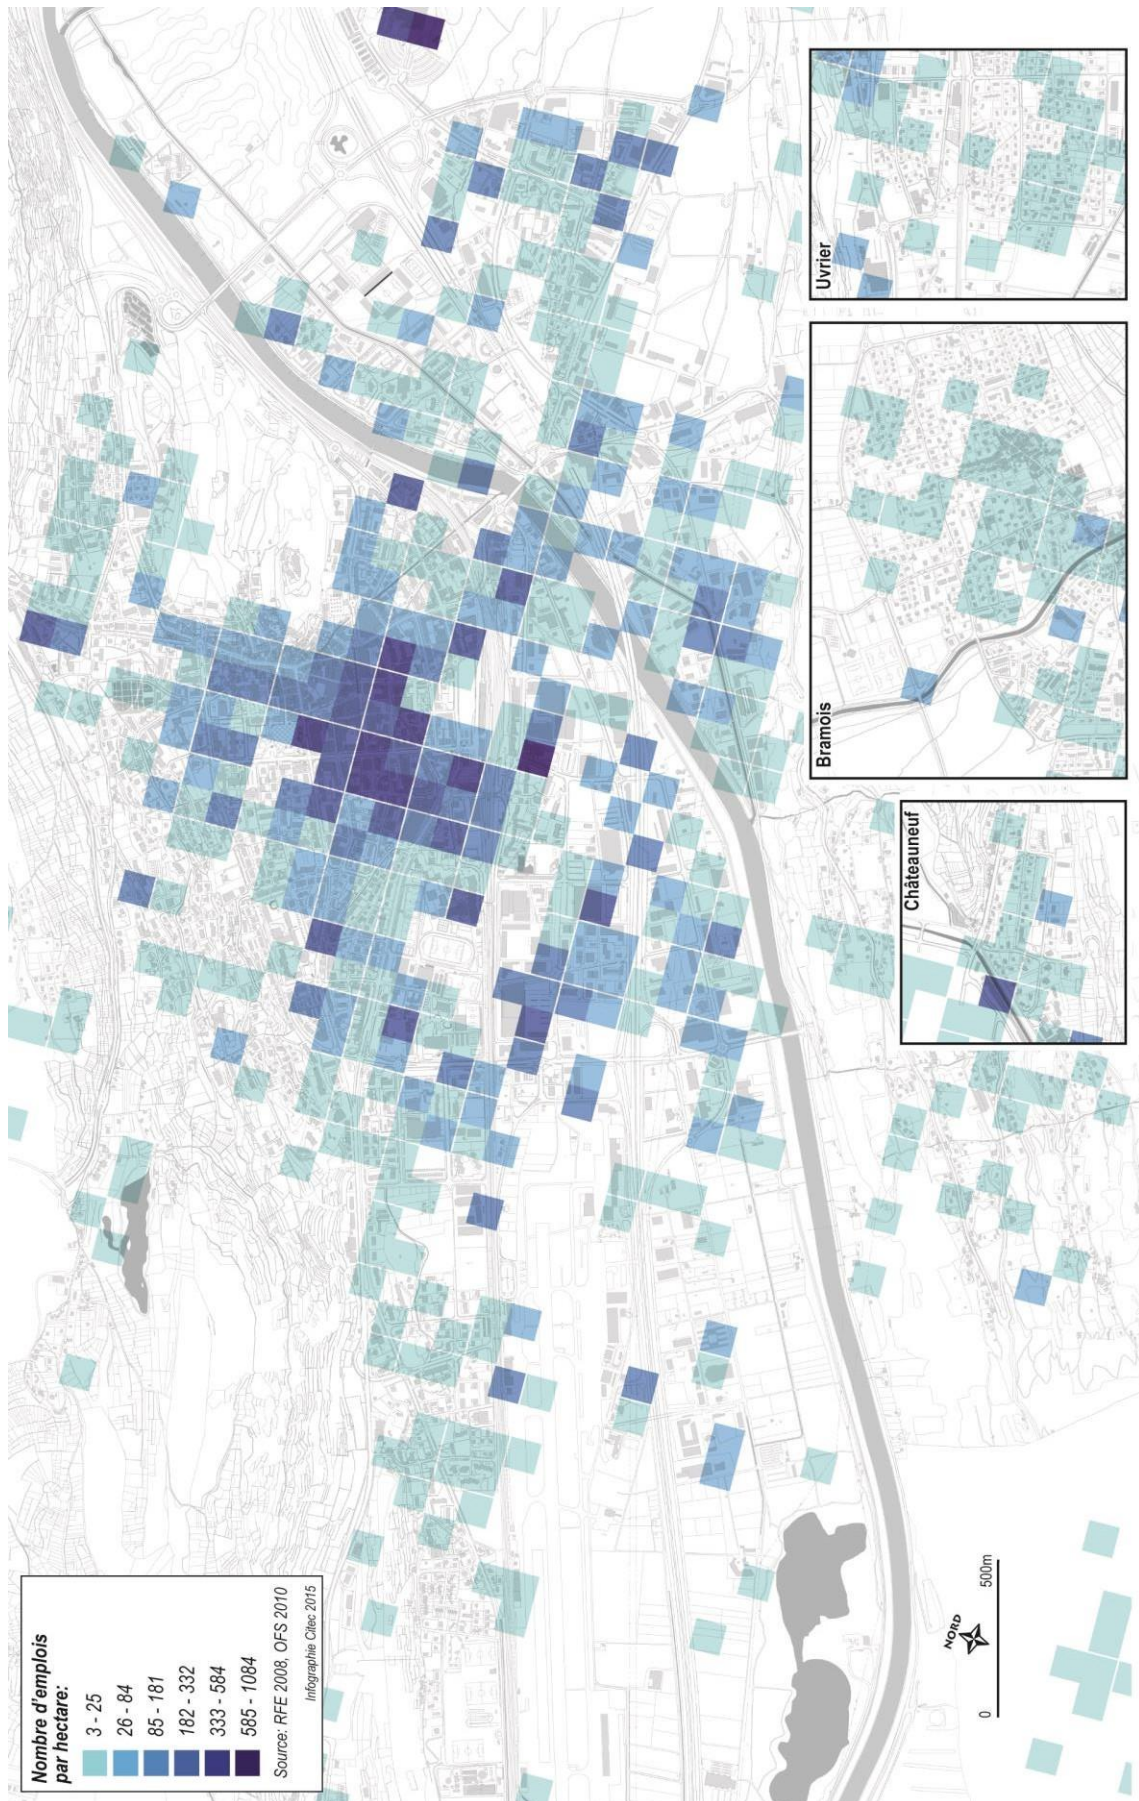 Nombre d'emplois
par hectare:
3 - 25
26 - 84
85 - 181
182 - 332
333 - 584
585 - 1084
Source: RFE 2008, OFS 2010
Infographie Citec 2015
NORD
0 500m
Châteauneuf
Bramois
Uvrier